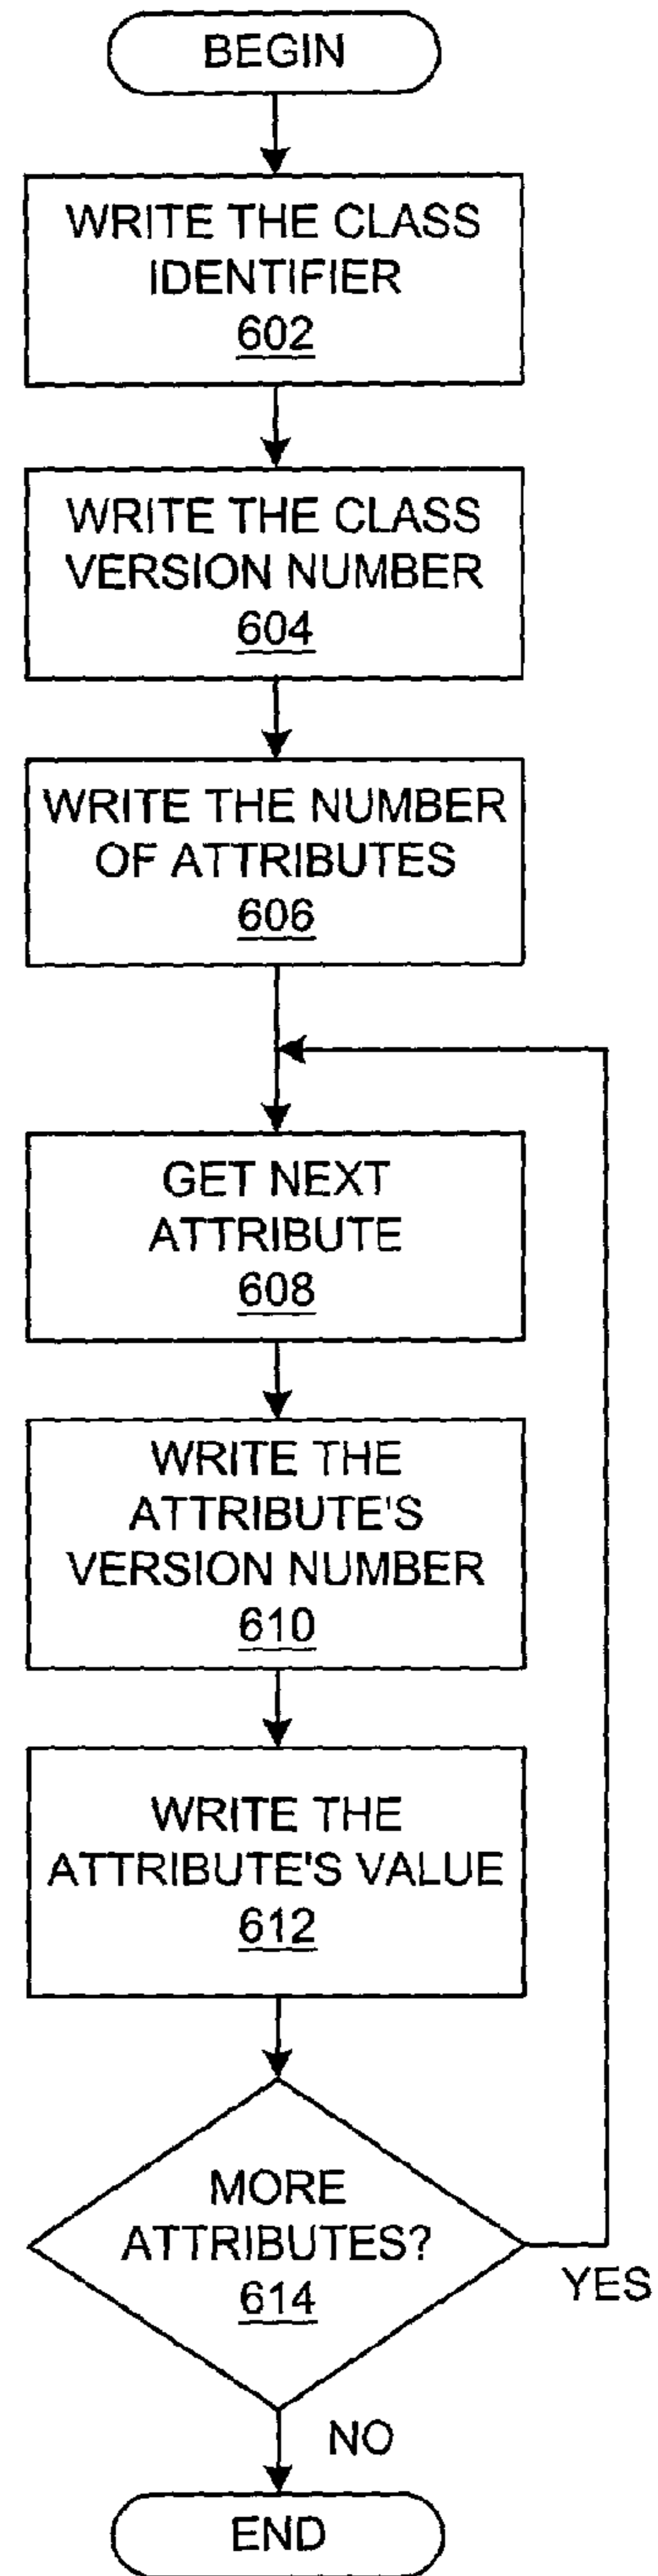 BEGIN
WRITE THE CLASS
IDENTIFIER
602
WRITE THE CLASS
VERSION NUMBER
604
WRITE THE NUMBER
OF ATTRIBUTES
606
GET NEXT
ATTRIBUTE
608
WRITE THE
ATTRIBUTE'S
VERSION NUMBER
610
WRITE THE
ATTRIBUTE'S VALUE
612
MORE
ATTRIBUTES?
614
YES
NO
END